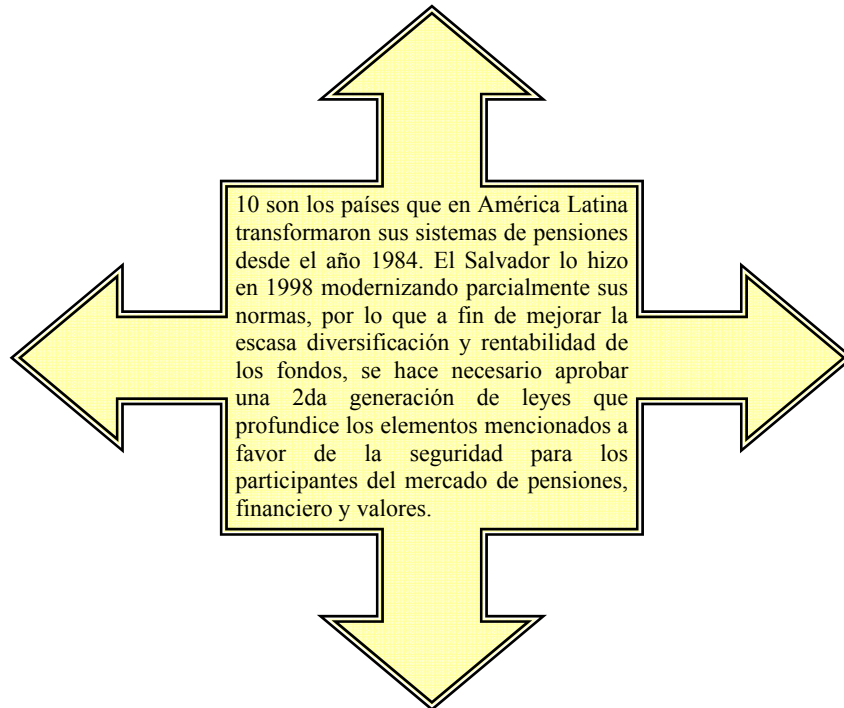 10 son los países que en América Latina
transformaron sus sistemas de pensiones
desde el año 1984. El Salvador lo hizo
en 1998 modernizando parcialmente sus
normas, por lo que a fin de mejorar la
escasa diversificación y rentabilidad de
los fondos, se hace necesario aprobar
una 2da generación de leyes que
profundice los elementos mencionados a
favor de la seguridad para los
participantes del mercado de pensiones,
financiero y valores.